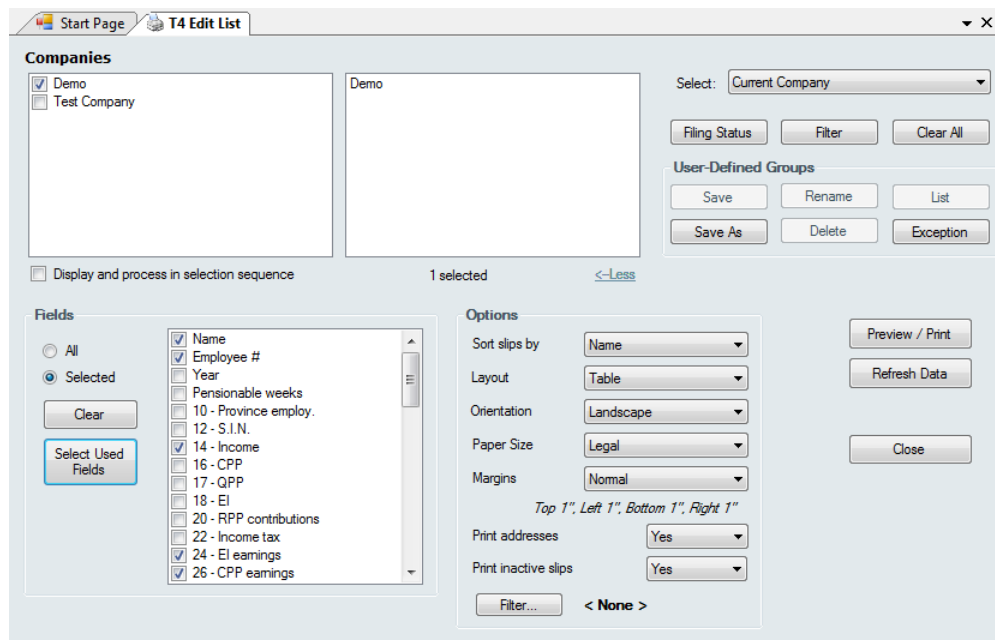 Start Page
T4 Edit List
Companies
Demo
Test Company
Demo
Select: Current Company
Filing Status Filter Clear All
User-Defined Groups
Save Rename List
Save As Delete Exception
Display and process in selection sequence
1 selected
<--Less
Fields
All
Selected
Clear
Select Used
Fields
Name
Employee #
Year
Pensionable weeks
10 - Province employ.
12 - S.I.N.
14 - Income
16 - CPP
17 - QPP
18 - EI
20 - RPP contributions
22 - Income tax
24 - EI earnings
26 - CPP earnings
Options
Sort slips by Name
Layout Table
Orientation Landscape
Paper Size Legal
Margins Normal
Top 1", Left 1", Bottom 1", Right 1"
Print addresses Yes
Print inactive slips Yes
Filter... < None >
Preview / Print
Refresh Data
Close